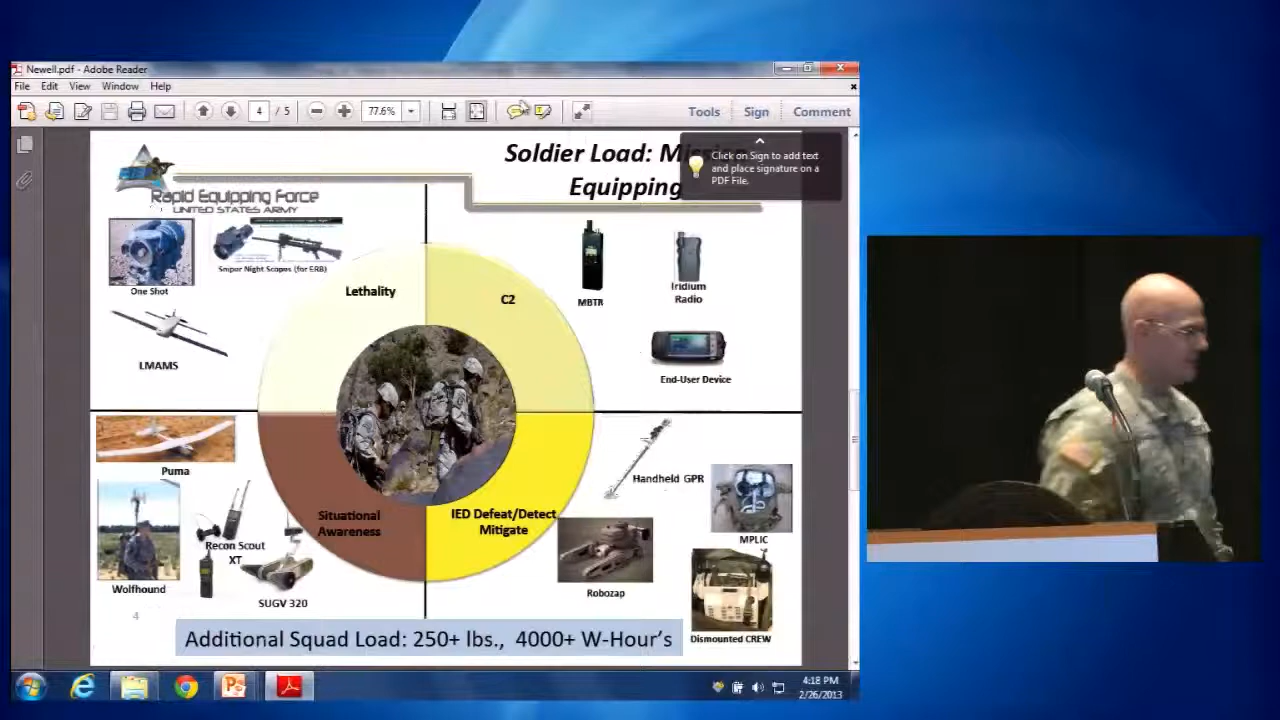 Newell.pdf - Adobe Reader
File Edit View Window Help
4 / 5
77.6%
Tools Sign Comment
Click on Sign to add text
and place signature on a
PDF File.
Soldier Load:
Equipping
Rapid Equipping Force
UNITED STATES ARMY
One Shot
Sniper Night Scopes (for ERB)
LMAMS
Lethality
C2
MBTR
Iridium
Radio
End-User Device
Puma
Wolfhound
Recon Scout
XT
SUGV 320
Situational
Awareness
IED Defeat/Detect
Mitigate
Handheld GPR
MPLIC
Robozap
Dismounted CREW
4
Additional Squad Load: 250+ lbs., 4000+ W-Hour's
4:18 PM
2/26/2013